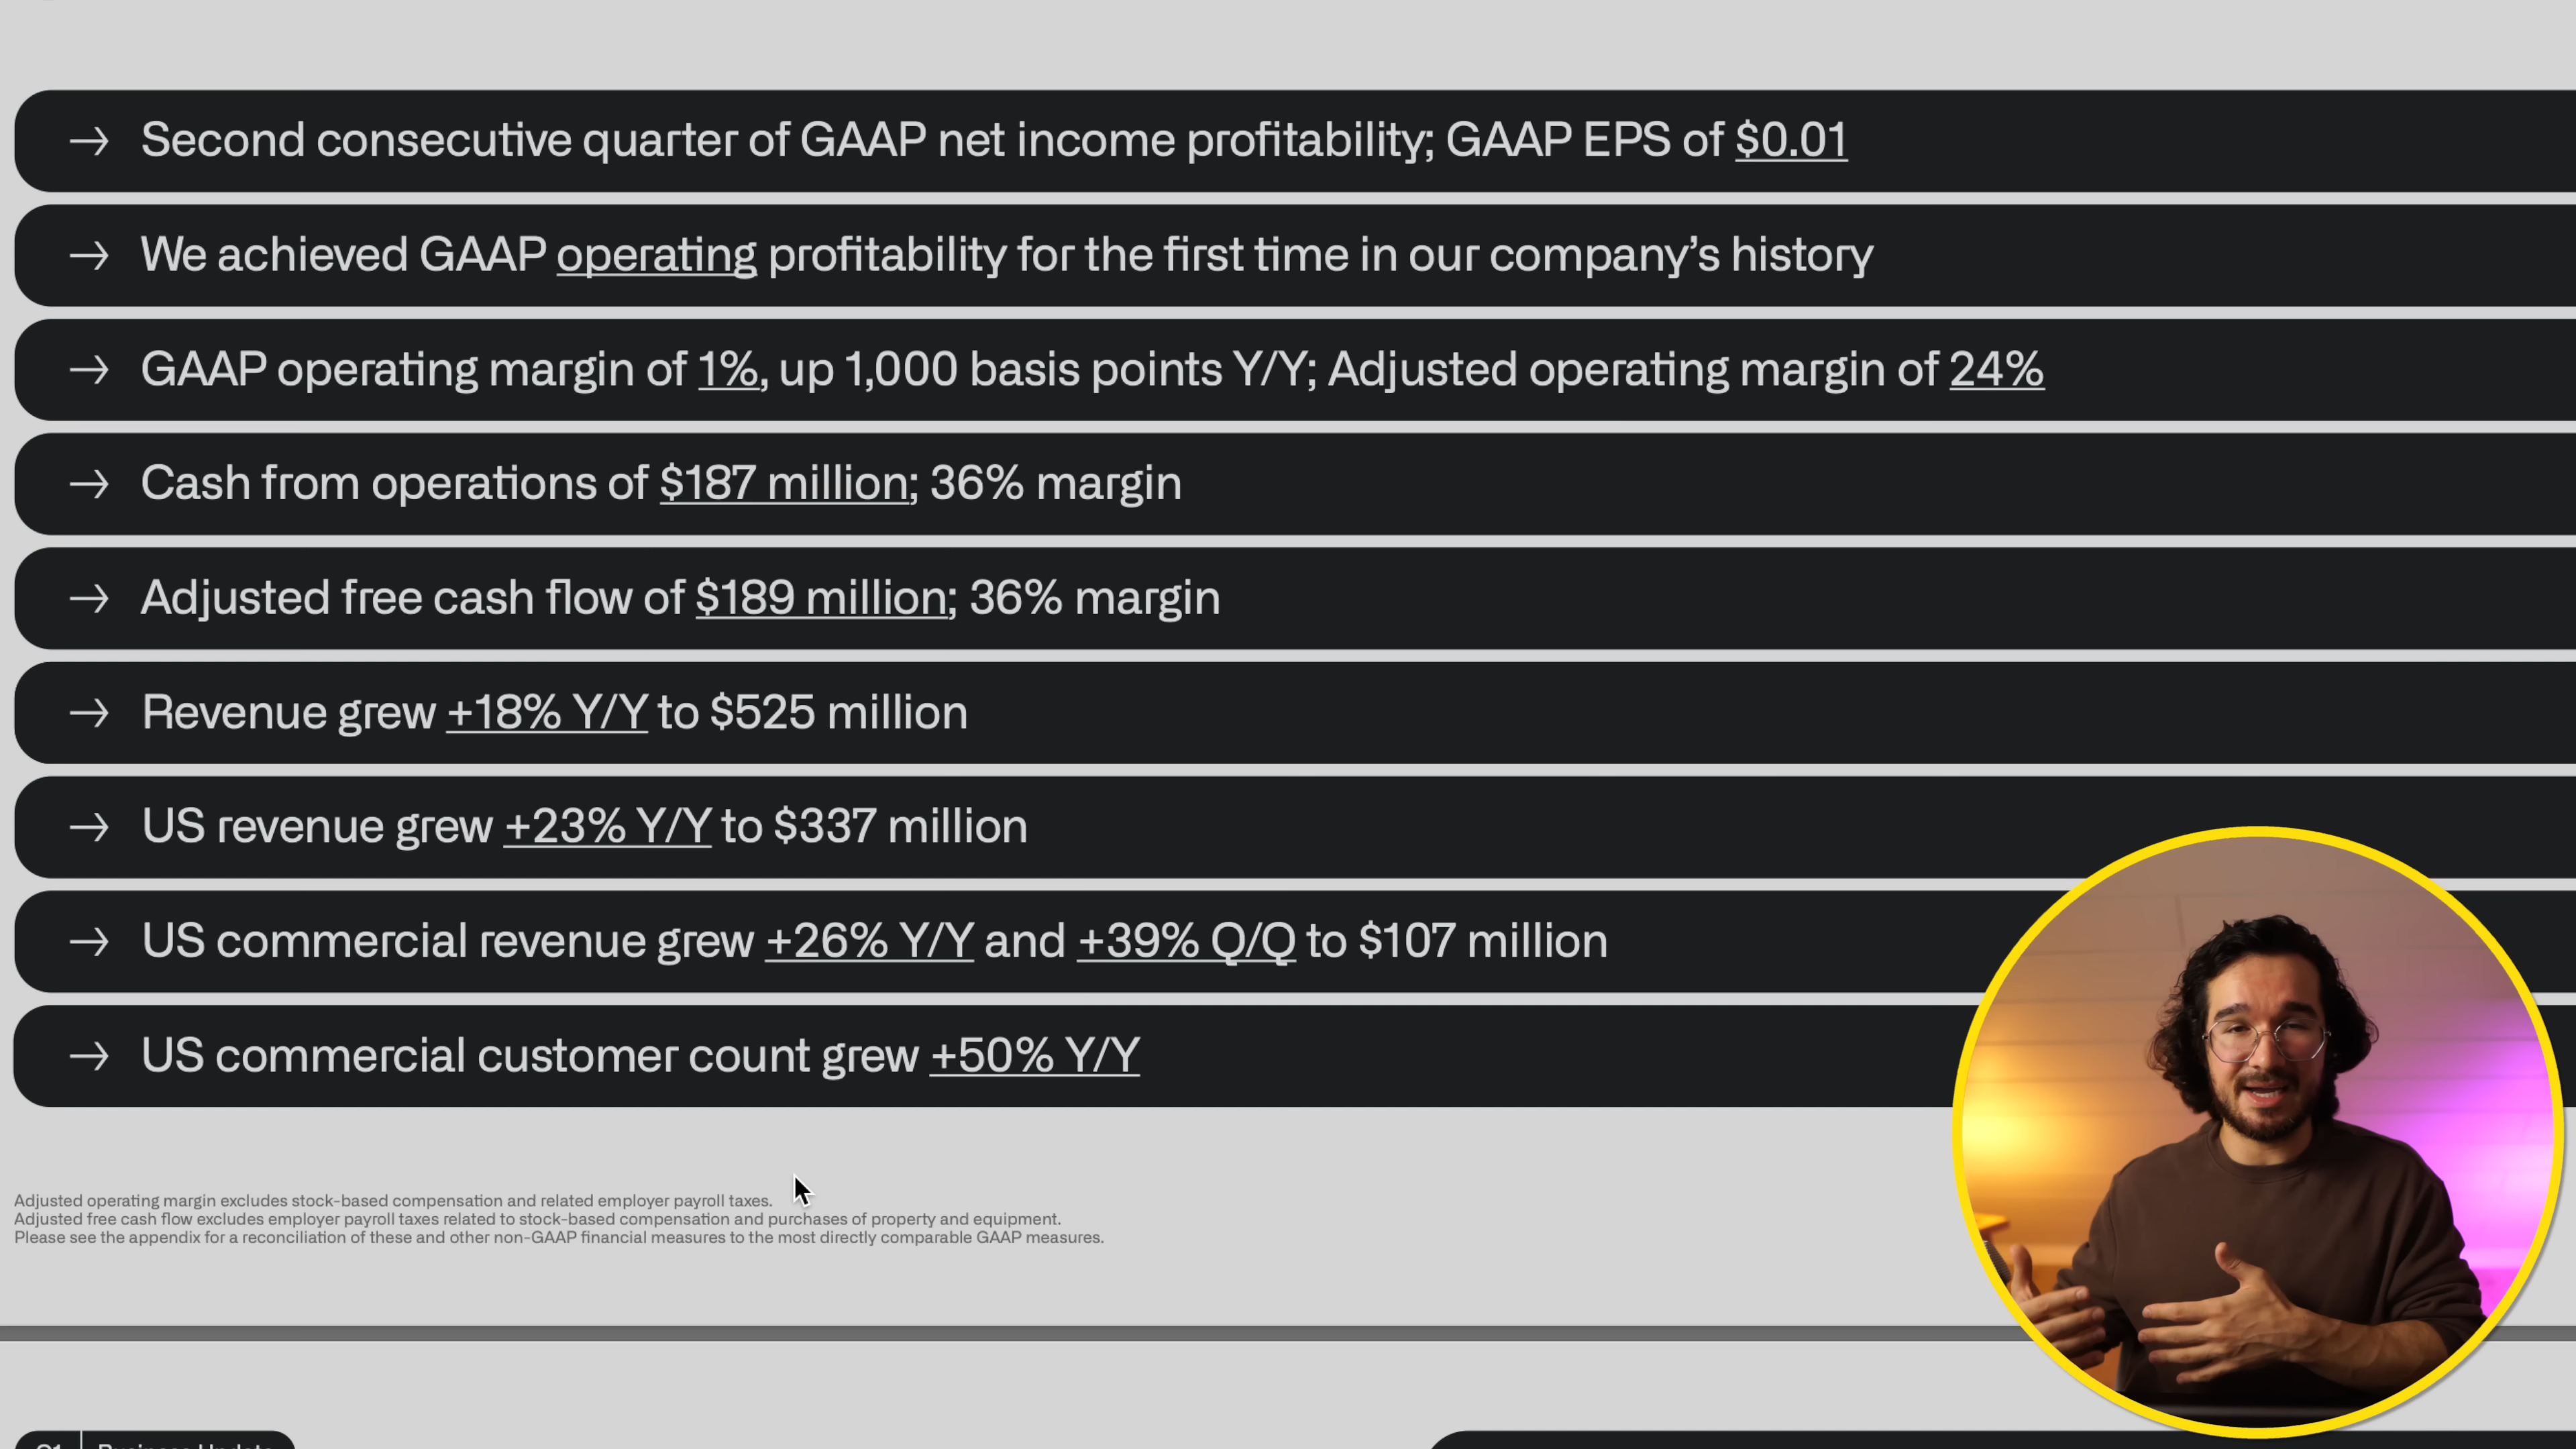 → Second consecutive quarter of GAAP net income profitability; GAAP EPS of $0.01
→ We achieved GAAP operating profitability for the first time in our company’s history
→ GAAP operating margin of 1%, up 1,000 basis points Y/Y; Adjusted operating margin of 24%
→ Cash from operations of $187 million; 36% margin
→ Adjusted free cash flow of $189 million; 36% margin
→ Revenue grew +18% Y/Y to $525 million
→ US revenue grew +23% Y/Y to $337 million
→ US commercial revenue grew +26% Y/Y and +39% Q/Q to $107 million
→ US commercial customer count grew +50% Y/Y
Adjusted operating margin excludes stock-based compensation and related employer payroll taxes.
Adjusted free cash flow excludes employer payroll taxes related to stock-based compensation and purchases of property and equipment.
Please see the appendix for a reconciliation of these and other non-GAAP financial measures to the most directly comparable GAAP measures.
Business Update